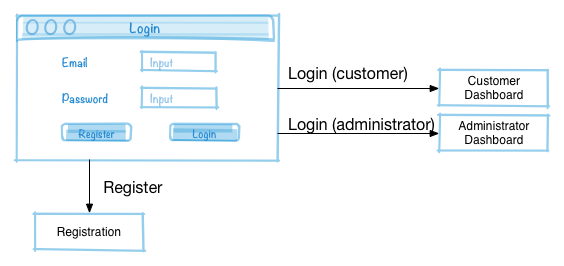 Login
Email Input
Password Input
Register Login
Login (customer)
Customer
Dashboard
Login (administrator)
Administrator
Dashboard
Register
Registration